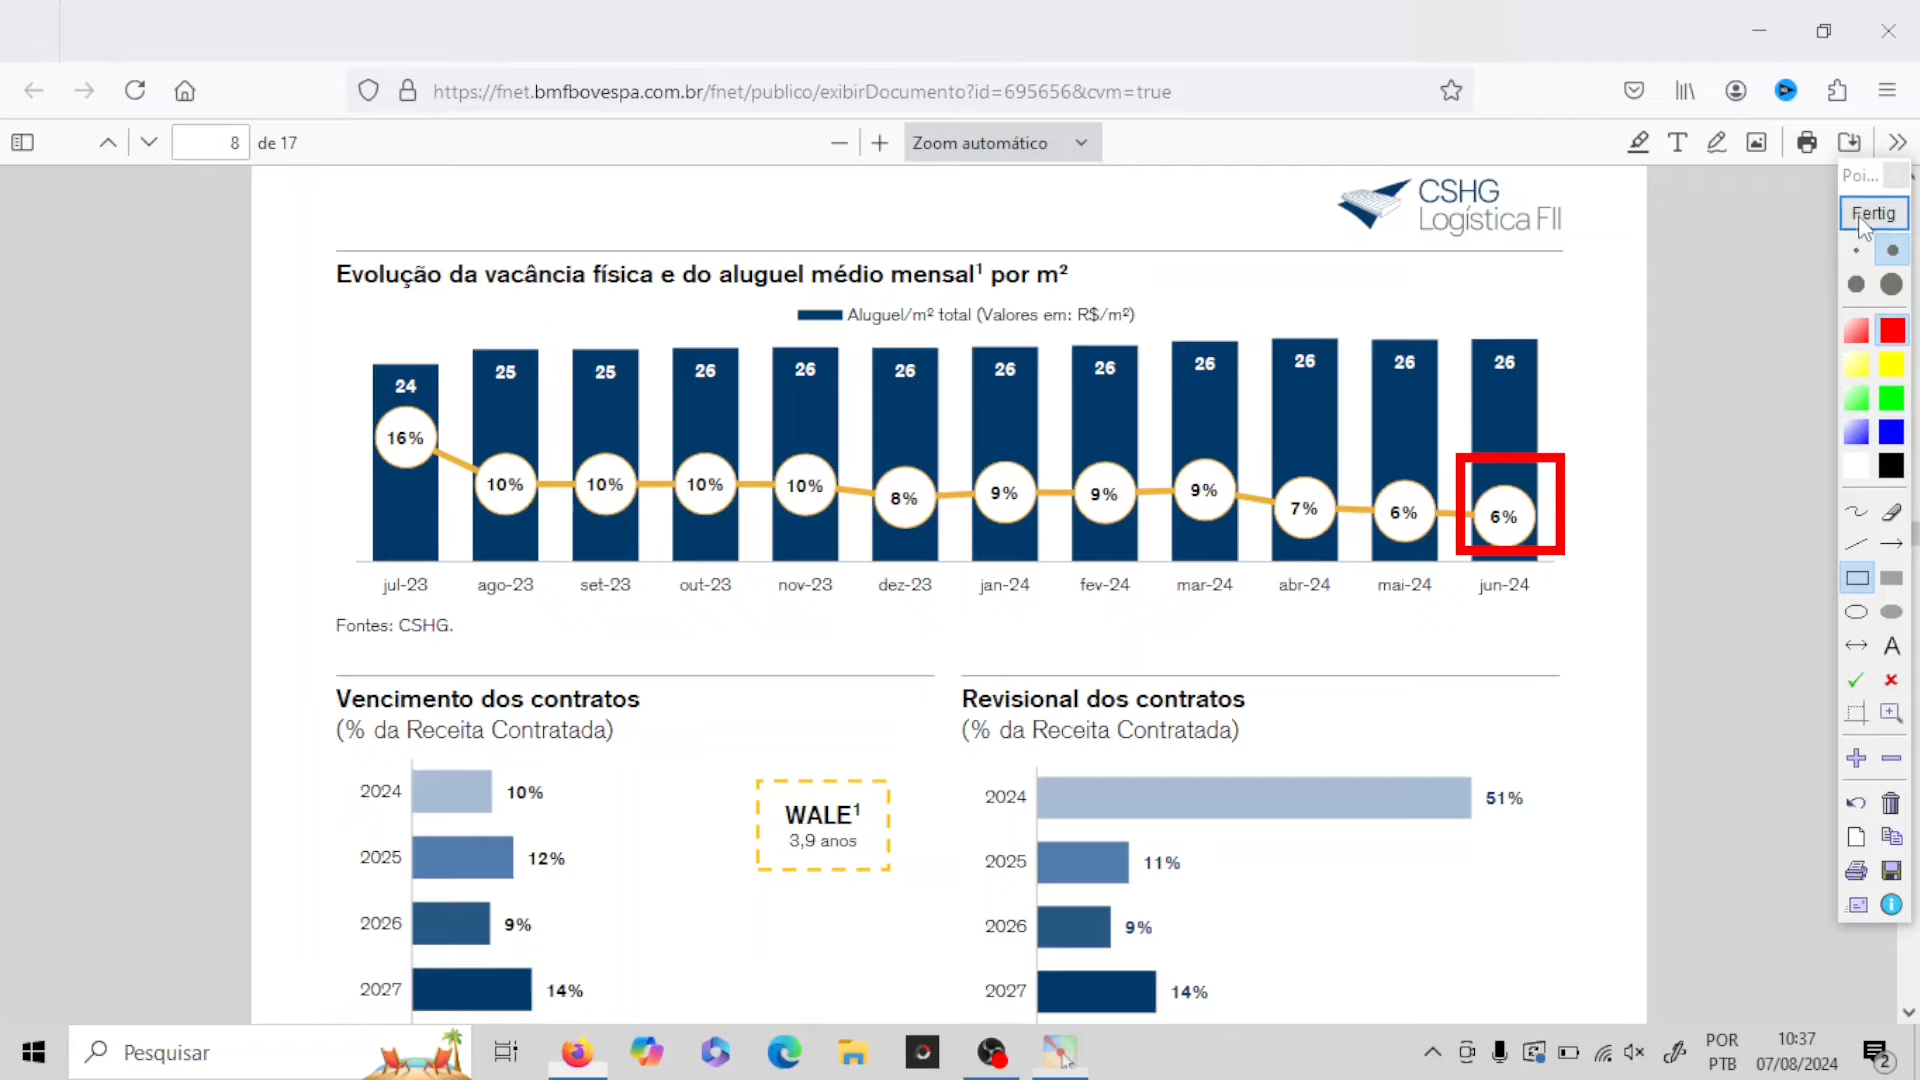 https://fnet.bmfbovespa.com.br/fnet/publico/exibirDocumento?id=695656&cvm=true
8 de 17
Zoom automático
Poi...
Fertig
CSHG
Logística FII
Evolução da vacância física e do aluguel médio mensal¹ por m²
Aluguel/m² total (Valores em: R$/m²)
24 25 25 26 26 26 26 26 26 26 26 26
16% 10% 10% 10% 10% 8% 9% 9% 9% 7% 6% 6%
jul-23 ago-23 set-23 out-23 nov-23 dez-23 jan-24 fev-24 mar-24 abr-24 mai-24 jun-24
Fontes: CSHG.
Vencimento dos contratos
(% da Receita Contratada)
2024 10%
2025 12%
2026 9%
2027 14%
WALE¹
3,9 anos
Revisional dos contratos
(% da Receita Contratada)
2024 51%
2025 11%
2026 9%
2027 14%
A
Pesquisar
POR
PTB
10:37
07/08/2024
2